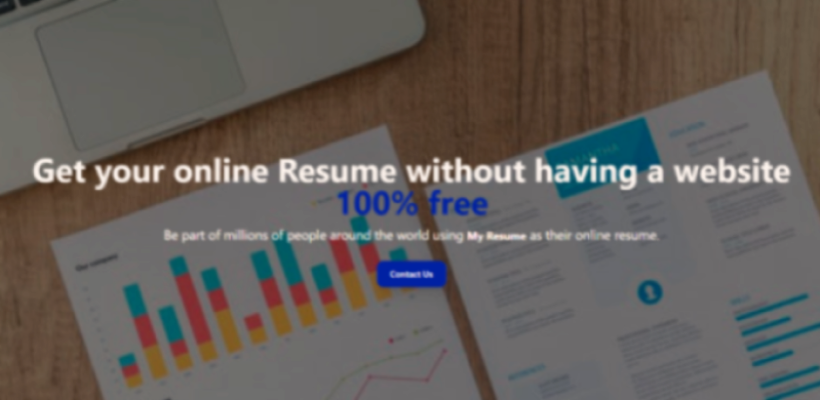 Get your online Resume without having a website
100% free
Be part of millions of people around the world using My Resume as their online resume.
Contact Us